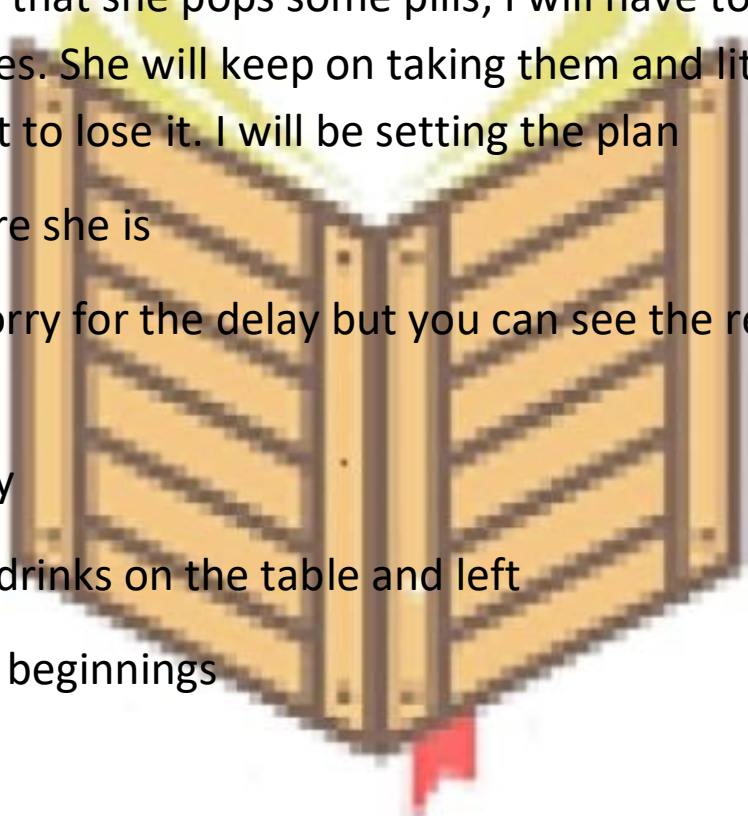 that she pops some pills, I will have to
es. She will keep on taking them and lit
t to lose it. I will be setting the plan
re she is
orry for the delay but you can see the re
y
drinks on the table and left
beginnings